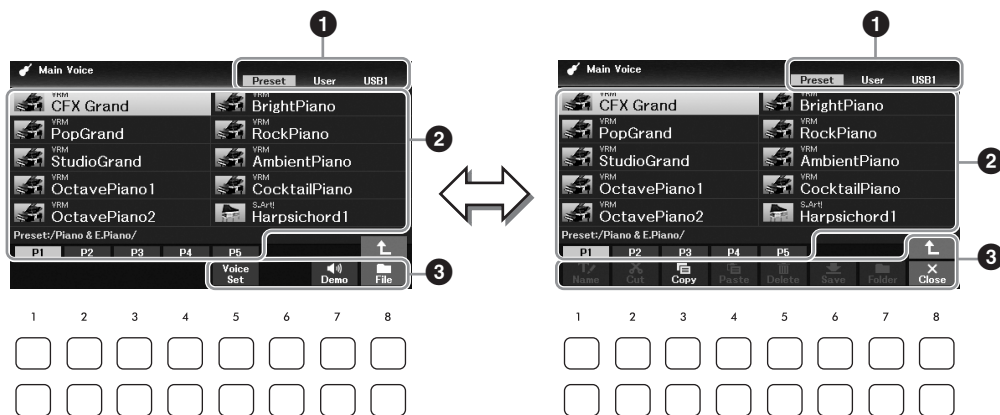 1
Main Voice
Preset User USB1
VRM
CFX Grand
VRM
BrightPiano
VRM
PopGrand
VRM
RockPiano
VRM
StudioGrand
VRM
AmbientPiano
VRM
OctavePiano1
VRM
CocktailPiano
VRM
OctavePiano2
S.Art!
Harpsichord1
Preset:/Piano & E.Piano/
P1 P2 P3 P4 P5
Voice Set
Demo
File
2
3
1 2 3 4 5 6 7 8
1
Main Voice
Preset User USB1
VRM
CFX Grand
VRM
BrightPiano
VRM
PopGrand
VRM
RockPiano
VRM
StudioGrand
VRM
AmbientPiano
VRM
OctavePiano1
VRM
CocktailPiano
VRM
OctavePiano2
S.Art!
Harpsichord1
Preset:/Piano & E.Piano/
P1 P2 P3 P4 P5
Name Cut Copy Paste Delete Save Folder Close
2
3
1 2 3 4 5 6 7 8